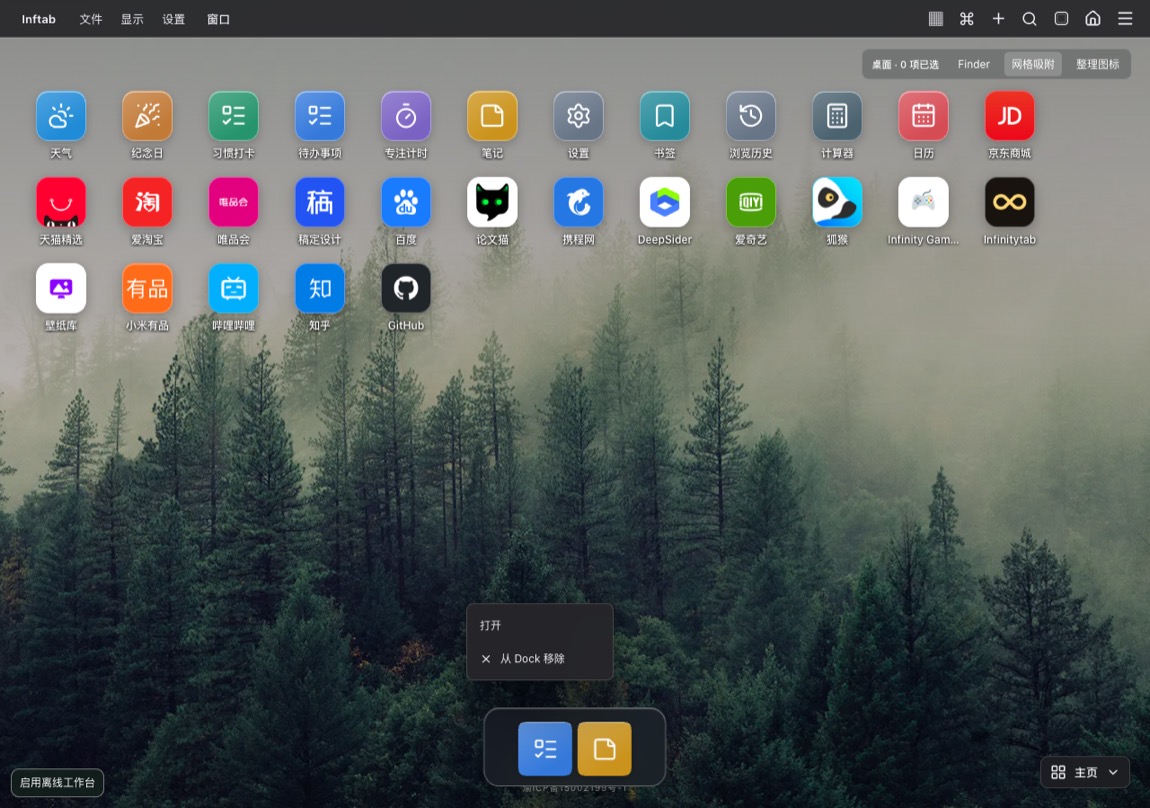 Inftab 文件 显示 设置 窗口
桌面 · 0 项已选 Finder 网格吸附 整理图标
JD
天气 纪念日 习惯打卡 待办事项 专注计时 笔记 设置 书签 浏览历史 计算器 日历 京东商城
淘 唯品会 稿 du iQIYI
天猫精选 爱淘宝 唯品会 稿定设计 百度 论文猫 携程网 DeepSider 爱奇艺 狐猴 Infinity Gam... Infinitytab
有品 知
壁纸库 小米有品 哔哩哔哩 知乎 GitHub
打开
从 Dock 移除
主页
启用离线工作台